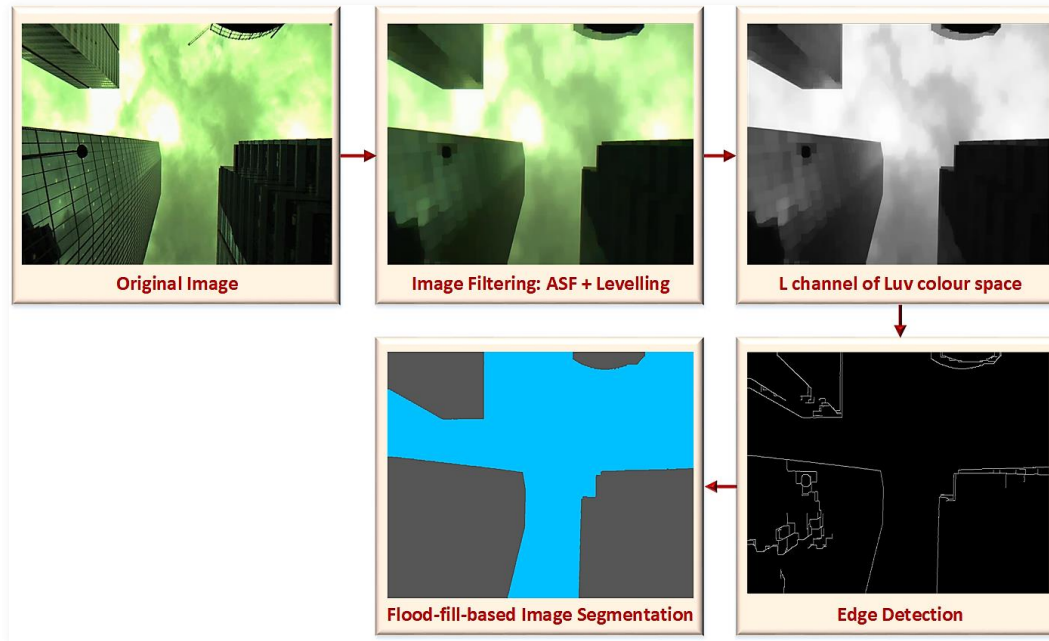 Original Image
Image Filtering: ASF + Levelling
L channel of Luv colour space
Flood-fill-based Image Segmentation
Edge Detection